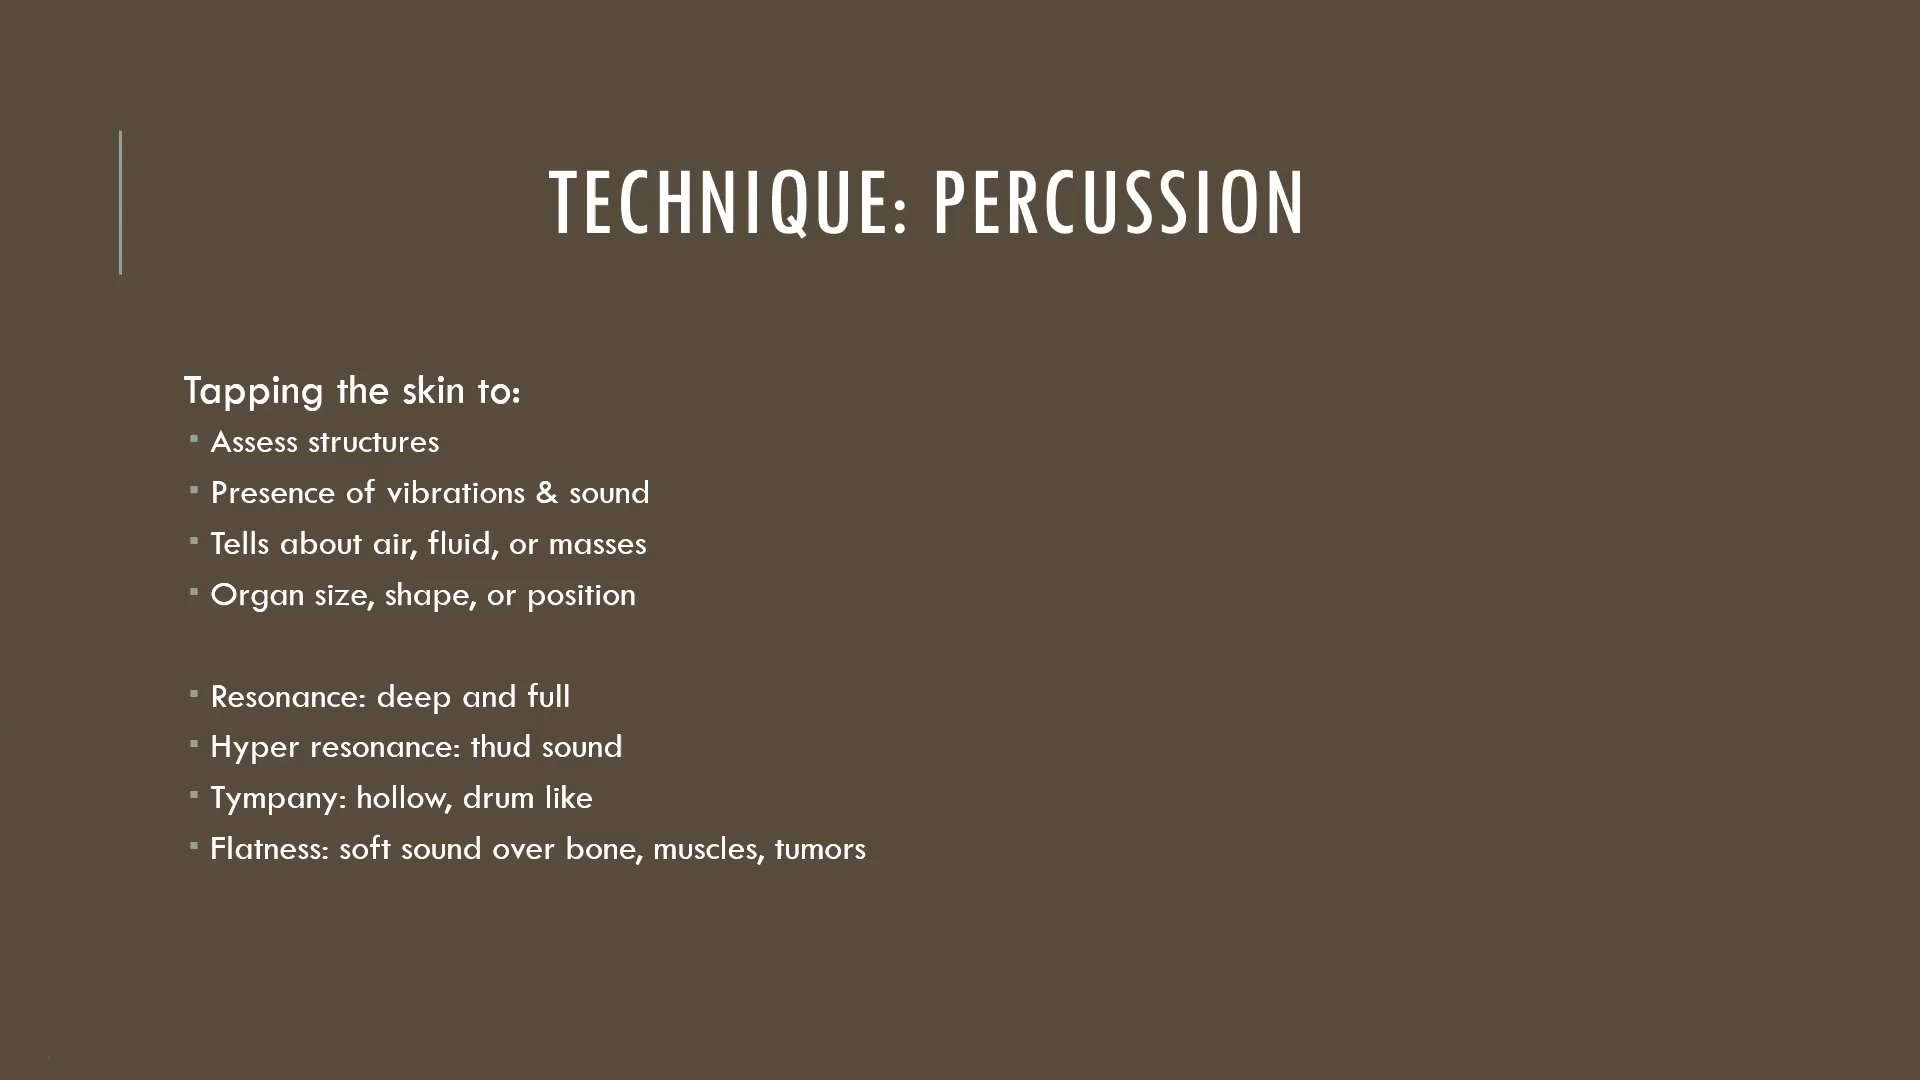 TECHNIQUE: PERCUSSION
Tapping the skin to:
Assess structures
Presence of vibrations & sound
Tells about air, fluid, or masses
Organ size, shape, or position
Resonance: deep and full
Hyper resonance: thud sound
Tympany: hollow, drum like
Flatness: soft sound over bone, muscles, tumors